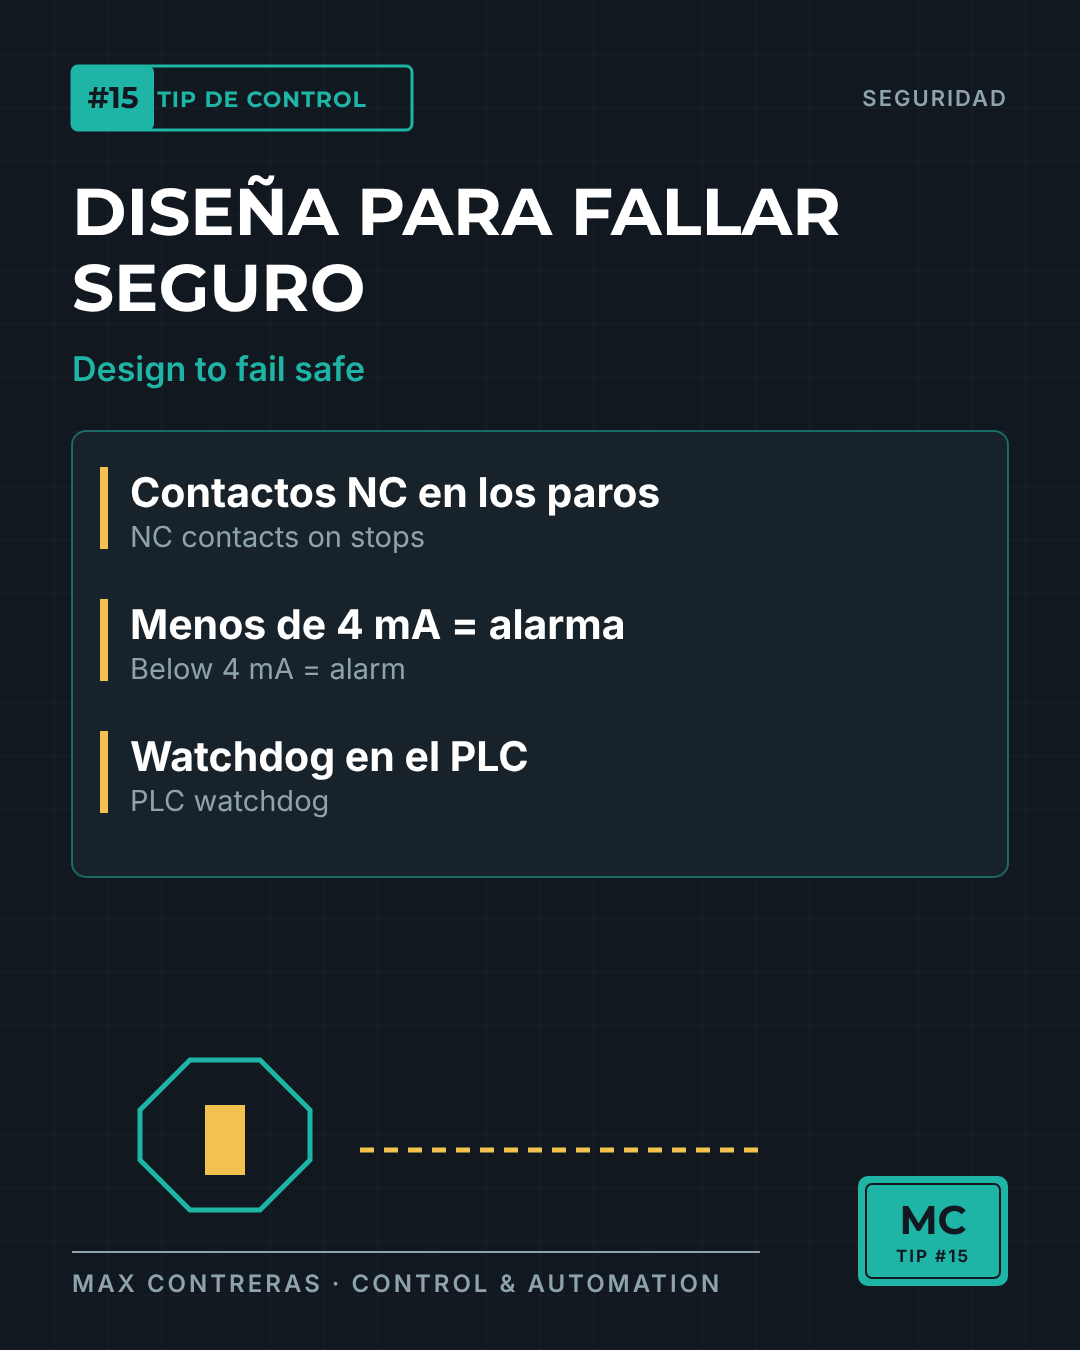 #15 TIP DE CONTROL
SEGURIDAD
DISEÑA PARA FALLAR
SEGURO
Design to fail safe
Contactos NC en los paros
NC contacts on stops
Menos de 4 mA = alarma
Below 4 mA = alarm
Watchdog en el PLC
PLC watchdog
MC
TIP #15
MAX CONTRERAS · CONTROL & AUTOMATION